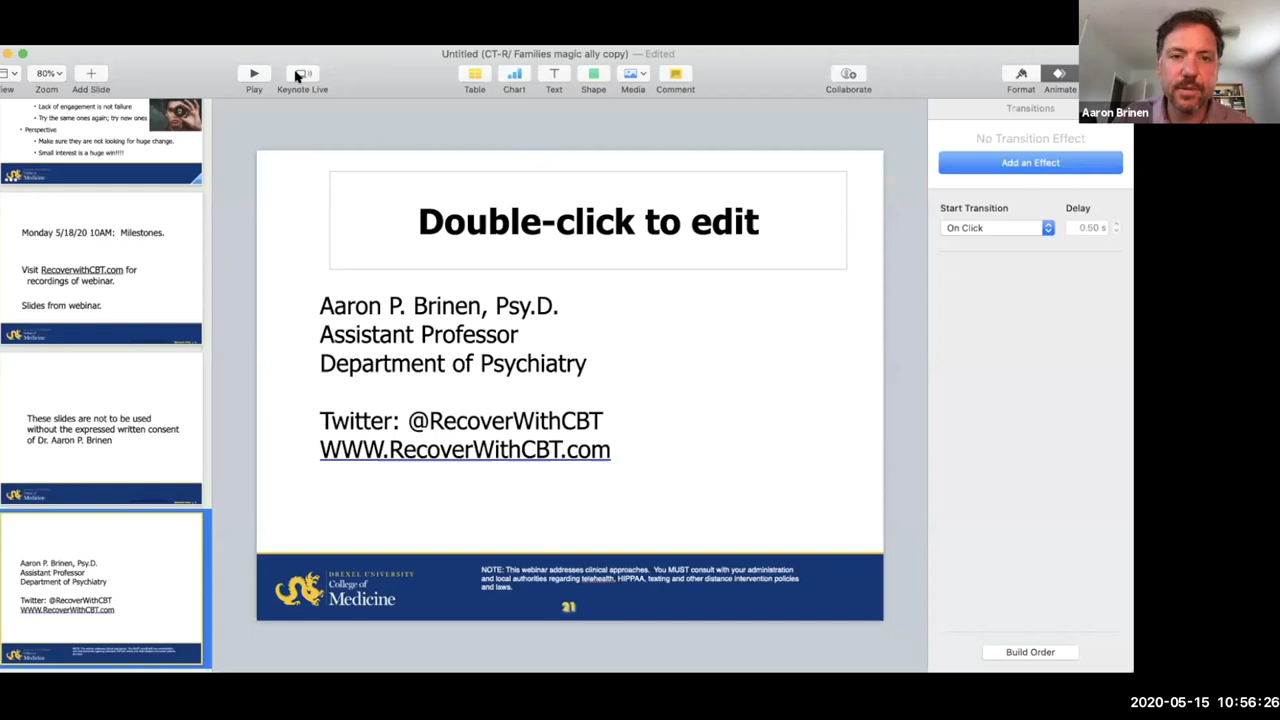 Untitled (CT-R/ Families magic ally copy) — Edited
80%
iew
Zoom
Add Slide
Play
Keynote Live
Table
Chart
Text
Shape
Media
Comment
Collaborate
Format
Animate
Aaron Brinen
• Lack of engagement is not failure
• Try the same ones again; try new ones
• Perspective
• Make sure they are not looking for huge change.
• Small interest is a huge win!!!!
Monday 5/18/20 10AM: Milestones.
Visit RecoverwithCBT.com for
recordings of webinar.
Slides from webinar.
These slides are not to be used
without the expressed written consent
of Dr. Aaron P. Brinen
Aaron P. Brinen, Psy.D.
Assistant Professor
Department of Psychiatry
Twitter: @RecoverWithCBT
WWW.RecoverWithCBT.com
Double-click to edit
Aaron P. Brinen, Psy.D.
Assistant Professor
Department of Psychiatry
Twitter: @RecoverWithCBT
WWW.RecoverWithCBT.com
DREXEL UNIVERSITY
College of
Medicine
NOTE: This webinar addresses clinical approaches. You MUST consult with your administration
and local authorities regarding telehealth, HIPPAA, texting and other distance intervention policies
and laws.
21
Transitions
No Transition Effect
Add an Effect
Start Transition
Delay
On Click
0.50 s
Build Order
2020-05-15 10:56:26